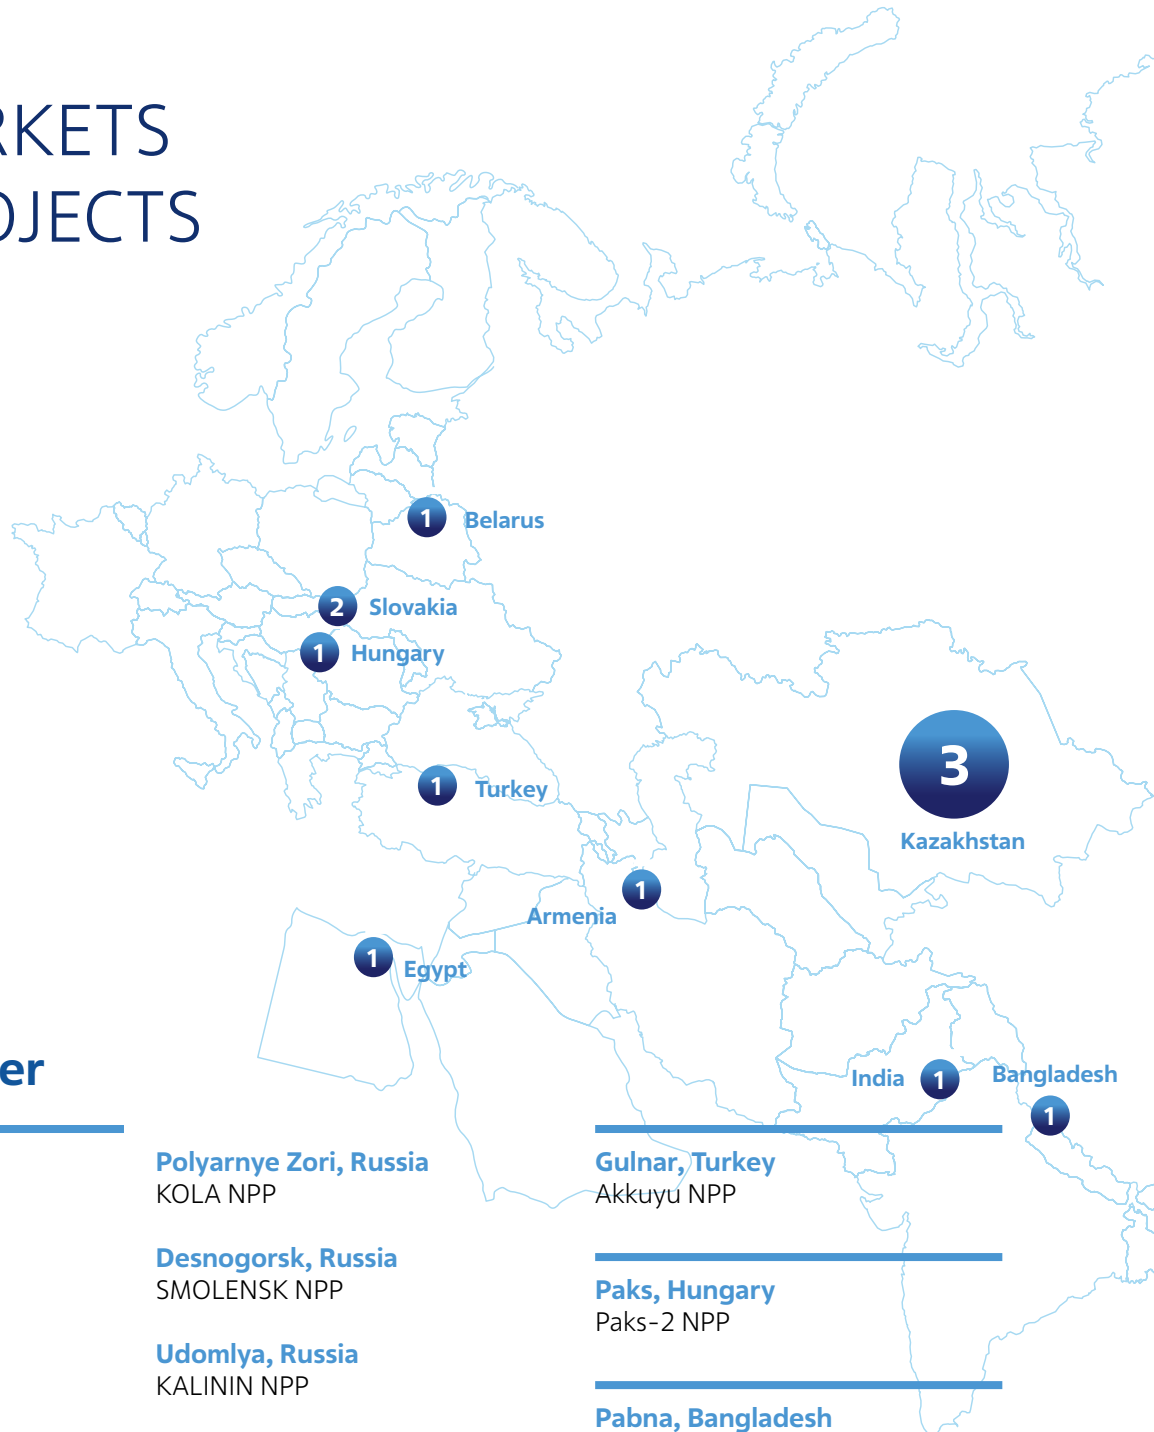 RKETS
OJECTS
1
Belarus
2
Slovakia
1
Hungary
3
1
Turkey
Kazakhstan
1
Armenia
1
Egypt
er
India
1
Bangladesh
1
Polyarnye Zori, Russia
KOLA NPP
Desnogorsk, Russia
SMOLENSK NPP
Udomlya, Russia
KALININ NPP
Gulnar, Turkey
Akkuyu NPP
Paks, Hungary
Paks-2 NPP
Pabna, Bangladesh